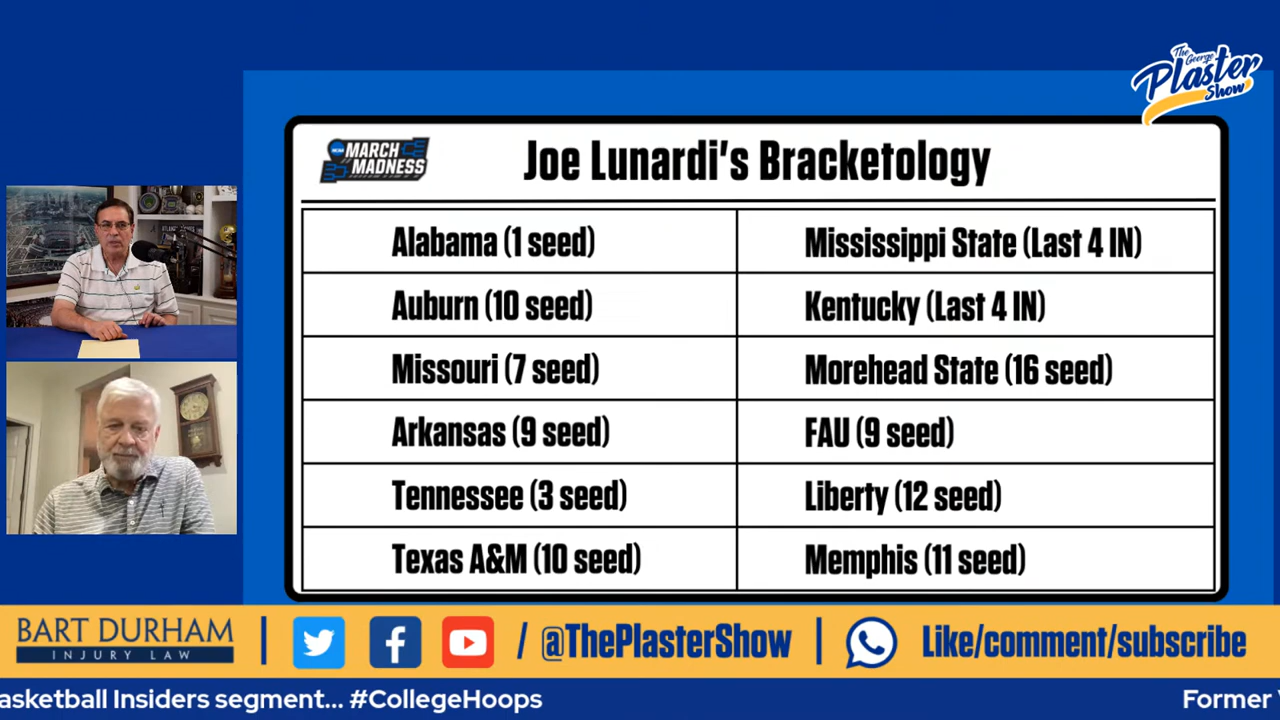 The George
Plaster
Show
NCAA
MARCH
MADNESS
Joe Lunardi's Bracketology
Alabama (1 seed)
Mississippi State (Last 4 IN)
Auburn (10 seed)
Kentucky (Last 4 IN)
Missouri (7 seed)
Morehead State (16 seed)
Arkansas (9 seed)
FAU (9 seed)
Tennessee (3 seed)
Liberty (12 seed)
Texas A&M (10 seed)
Memphis (11 seed)
BART DURHAM
INJURY LAW
/ @ThePlasterShow
Like/comment/subscribe
asketball Insiders segment... #CollegeHoops
Former